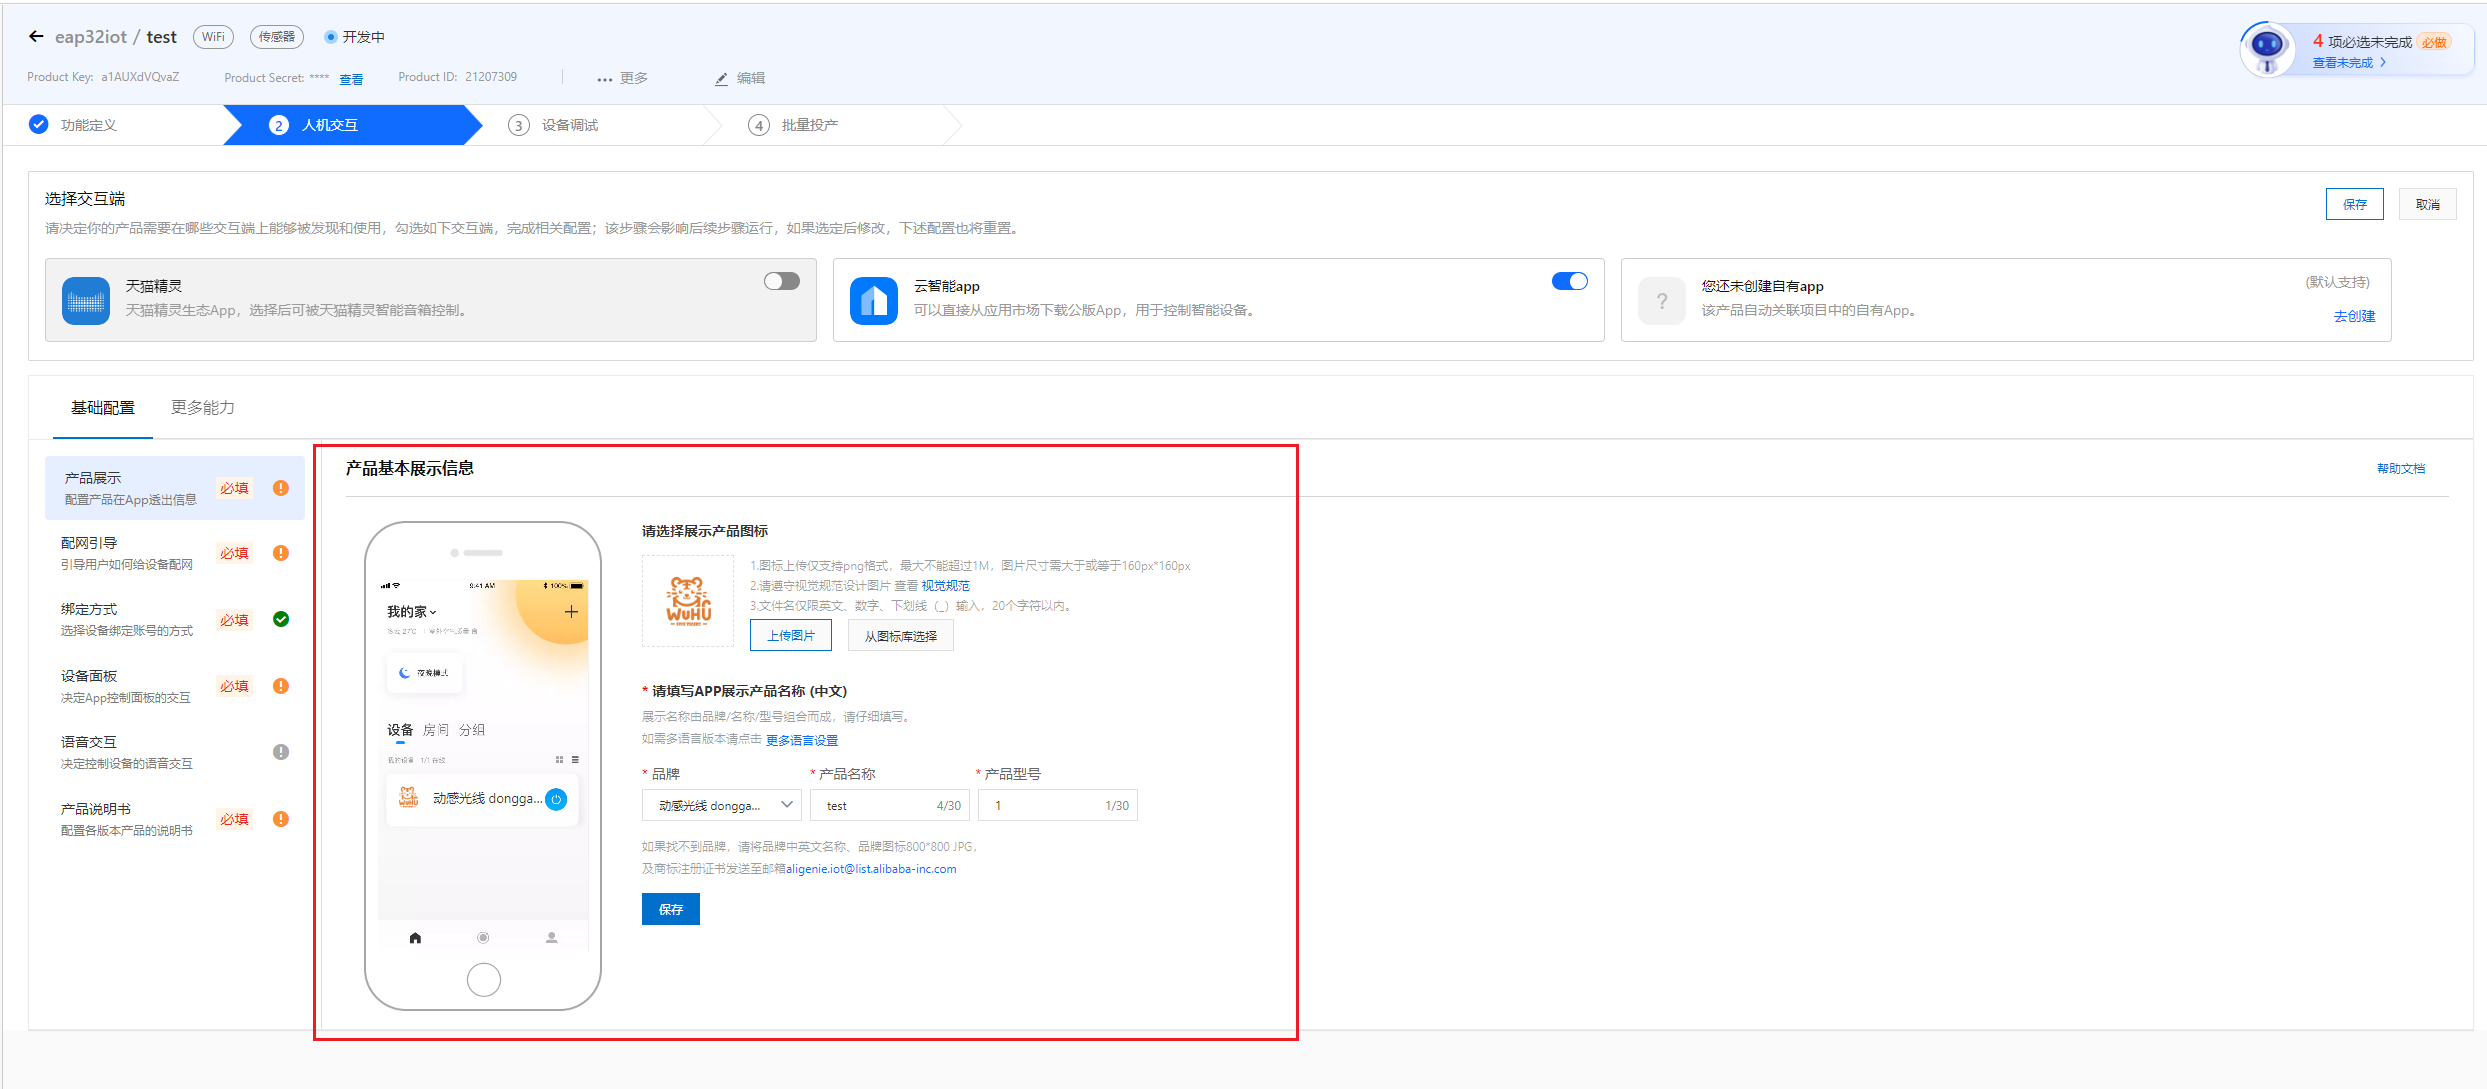 eap32iot / test WiFi 传感器 开发中
4 项必选未完成 必做
查看未完成
Product Key: a1AUXdVQvaZ Product Secret: **** 查看 Product ID: 21207309 更多 编辑
功能定义 2 人机交互 3 设备调试 4 批量投产
选择交互端
保存 取消
请决定你的产品需要在哪些交互端上能够被发现和使用，勾选如下交互端，完成相关配置；该步骤会影响后续步骤运行，如果选定后修改，下述配置也将重置。
天猫精灵
天猫精灵生态App，选择后可被天猫精灵智能音箱控制。
云智能app
可以直接从应用市场下载公版App，用于控制智能设备。
?
您还未创建自有app (默认支持)
该产品自动关联项目中的自有App。
去创建
基础配置 更多能力
产品展示
配置产品在App透出信息
必填
配网引导
引导用户如何给设备配网
必填
绑定方式
选择设备绑定账号的方式
必填
设备面板
决定App控制面板的交互
必填
语音交互
决定控制设备的语音交互
产品说明书
配置各版本产品的说明书
必填
产品基本展示信息
帮助文档
9:41 AM 100%
我的家
夜晚模式
设备 房间 分组
我的设备 1/1 在线
动感光线 dongga...
请选择展示产品图标
WUHU
1.图标上传仅支持png格式，最大不能超过1M，图片尺寸需大于或等于160px*160px
2.请遵守视觉规范设计图片 查看 视觉规范
3.文件名仅限英文、数字、下划线（_）输入，20个字符以内。
上传图片 从图标库选择
* 请填写APP展示产品名称 (中文)
展示名称由品牌/名称/型号组合而成，请仔细填写。
如需多语言版本请点击 更多语言设置
* 品牌 * 产品名称 * 产品型号
动感光线 dongga... test 4/30 1 1/30
如果找不到品牌，请将品牌中英文名称、品牌图标800*800 JPG，
及商标注册证书发送至邮箱aligenie.iot@list.alibaba-inc.com
保存